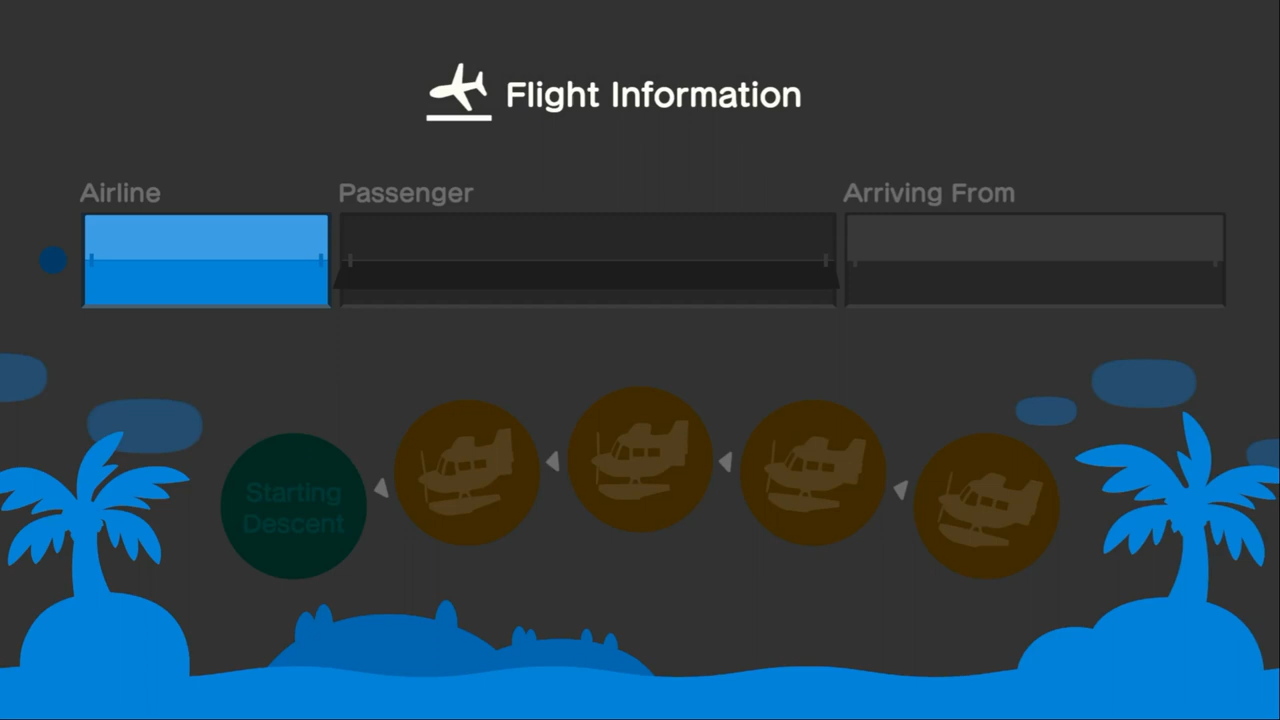 Flight Information
Airline
Passenger
Arriving From
Starting
Descent